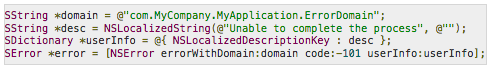 SString *domain = @"com.MyCompany.MyApplication.ErrorDomain";
SString *desc = NSLocalizedString(@"Unable to complete the process", @"");
SDictionary *userInfo = @{ NSLocalizedDescriptionKey : desc };
SError *error = [NSError errorWithDomain:domain code:-101 userInfo:userInfo];